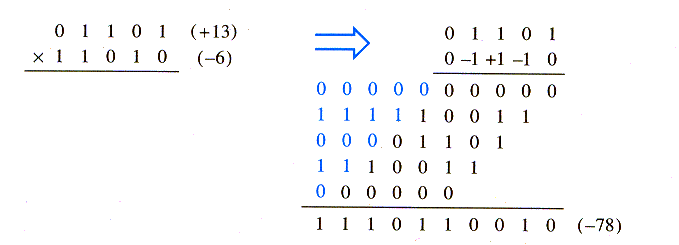 0 1 1 0 1 (+13)
× 1 1 0 1 0 (–6)
0 1 1 0 1
0 –1 +1 –1 0
0 0 0 0 0 0 0 0 0 0
1 1 1 1 1 0 0 1 1
0 0 0 0 1 1 0 1
1 1 1 0 0 1 1
0 0 0 0 0 0
1 1 1 0 1 1 0 0 1 0 (–78)